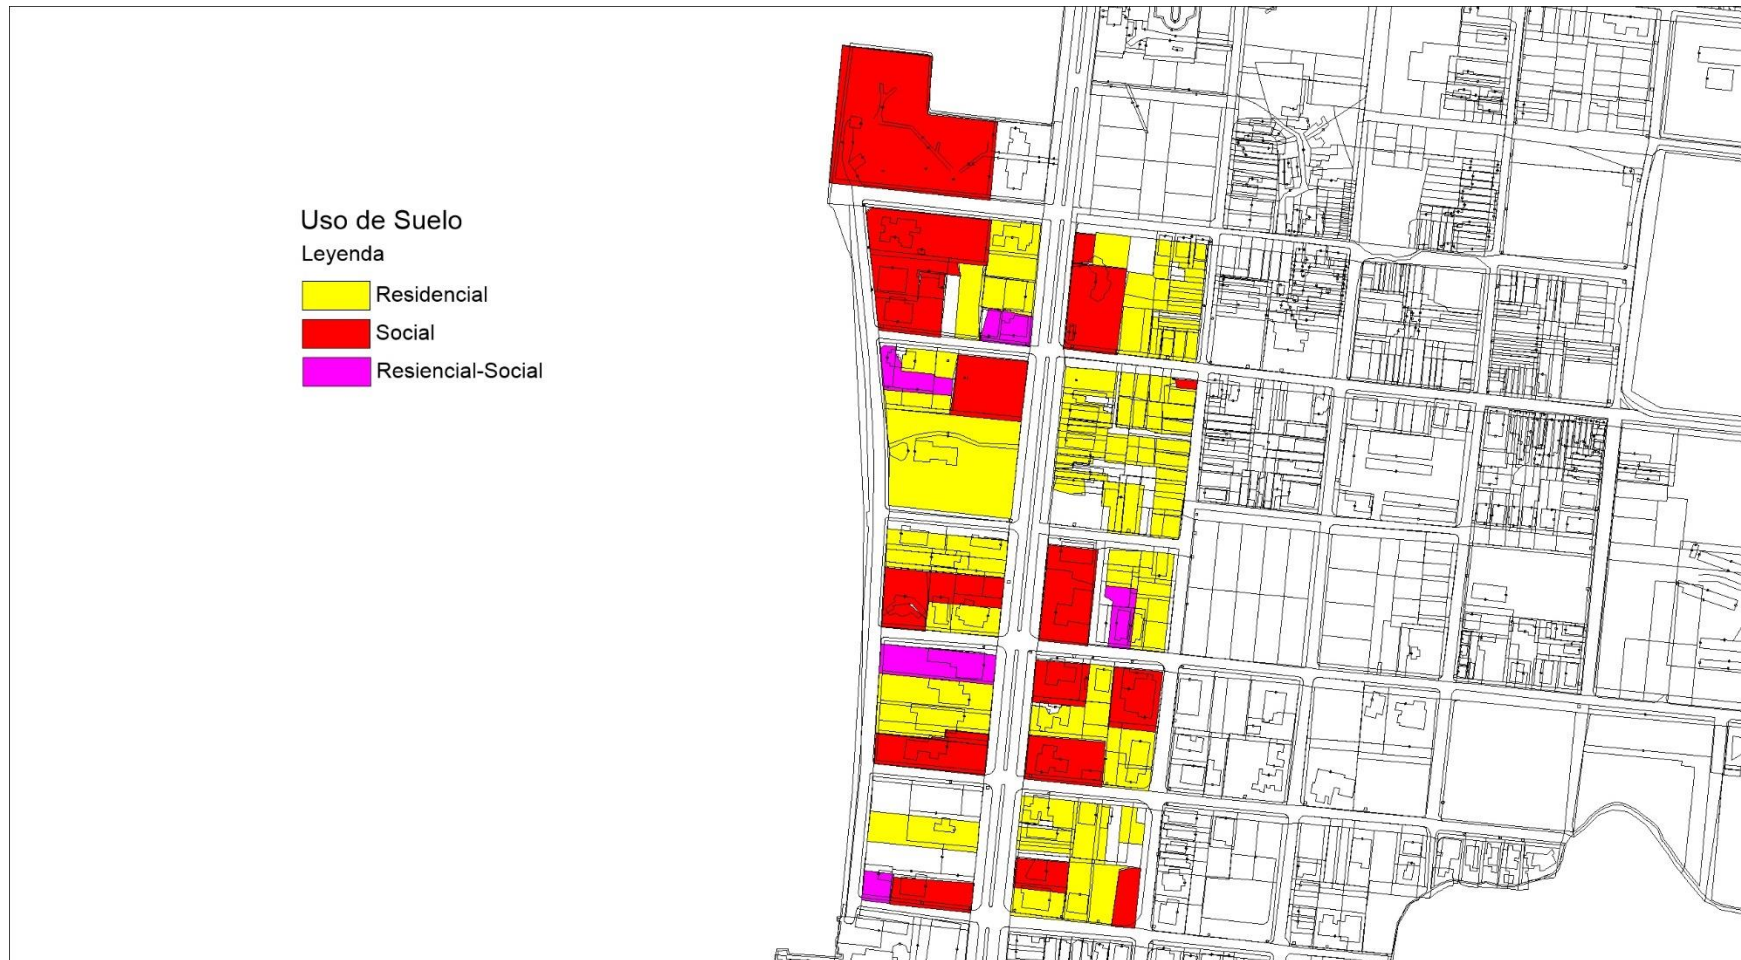 Uso de Suelo
Leyenda
Residencial
Social
Resiencial-Social